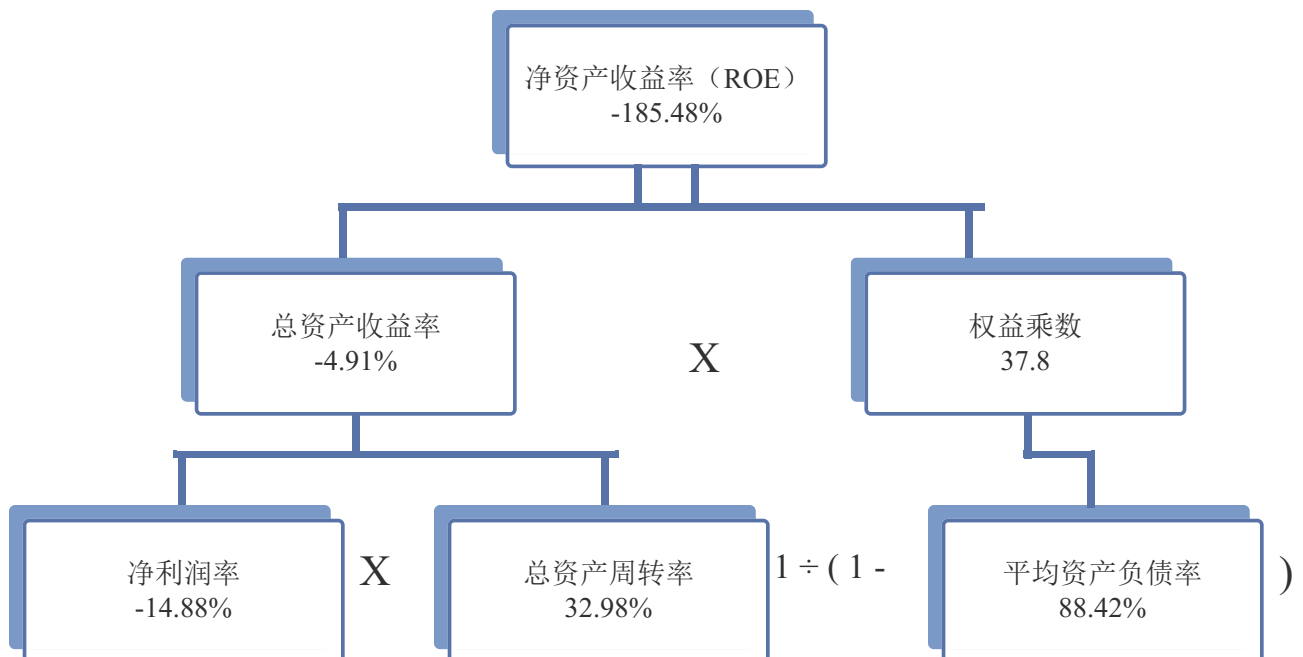 净资产收益率（ROE）
-185.48%
总资产收益率
-4.91%
X
权益乘数
37.8
净利润率
-14.88%
X
总资产周转率
32.98%
1 ÷ ( 1 -
平均资产负债率
88.42%
)